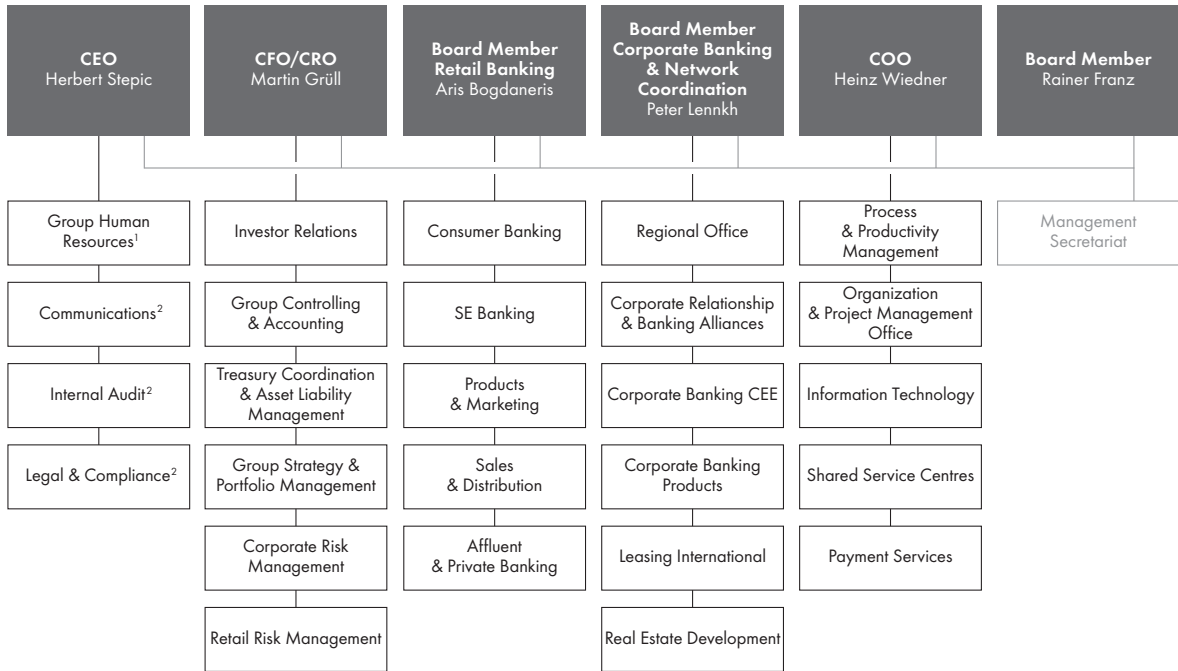 CEO
Herbert Stepic
CFO/CRO
Martin Grüll
Board Member
Retail Banking
Aris Bogdaneris
Board Member
Corporate Banking
& Network
Coordination
Peter Lennkh
COO
Heinz Wiedner
Board Member
Rainer Franz
Group Human
Resources¹
Communications²
Internal Audit²
Legal & Compliance²
Investor Relations
Group Controlling
& Accounting
Treasury Coordination
& Asset Liability
Management
Group Strategy &
Portfolio Management
Corporate Risk
Management
Retail Risk Management
Consumer Banking
SE Banking
Products
& Marketing
Sales
& Distribution
Affluent
& Private Banking
Regional Office
Corporate Relationship
& Banking Alliances
Corporate Banking CEE
Corporate Banking
Products
Leasing International
Real Estate Development
Process
& Productivity
Management
Organization
& Project Management
Office
Information Technology
Shared Service Centres
Payment Services
Management
Secretariat